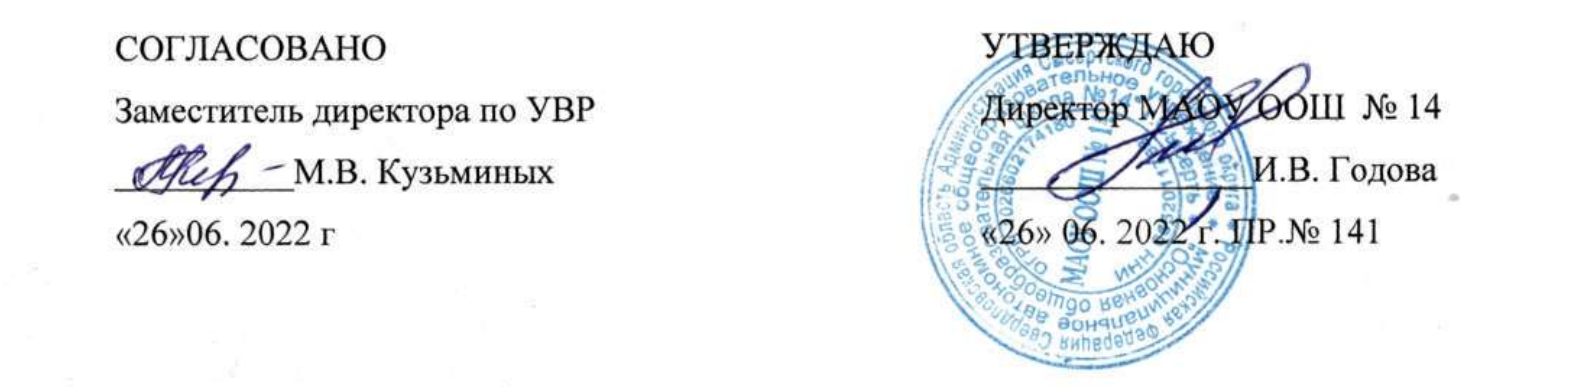 СОГЛАСОВАНО
Заместитель директора по УВР
М.В. Кузьминых
«26»06. 2022 г
УТВЕРЖДАЮ
Директор МАОУ ООШ № 14
И.В. Годова
«26» 06. 2022 г. ПР.№ 141